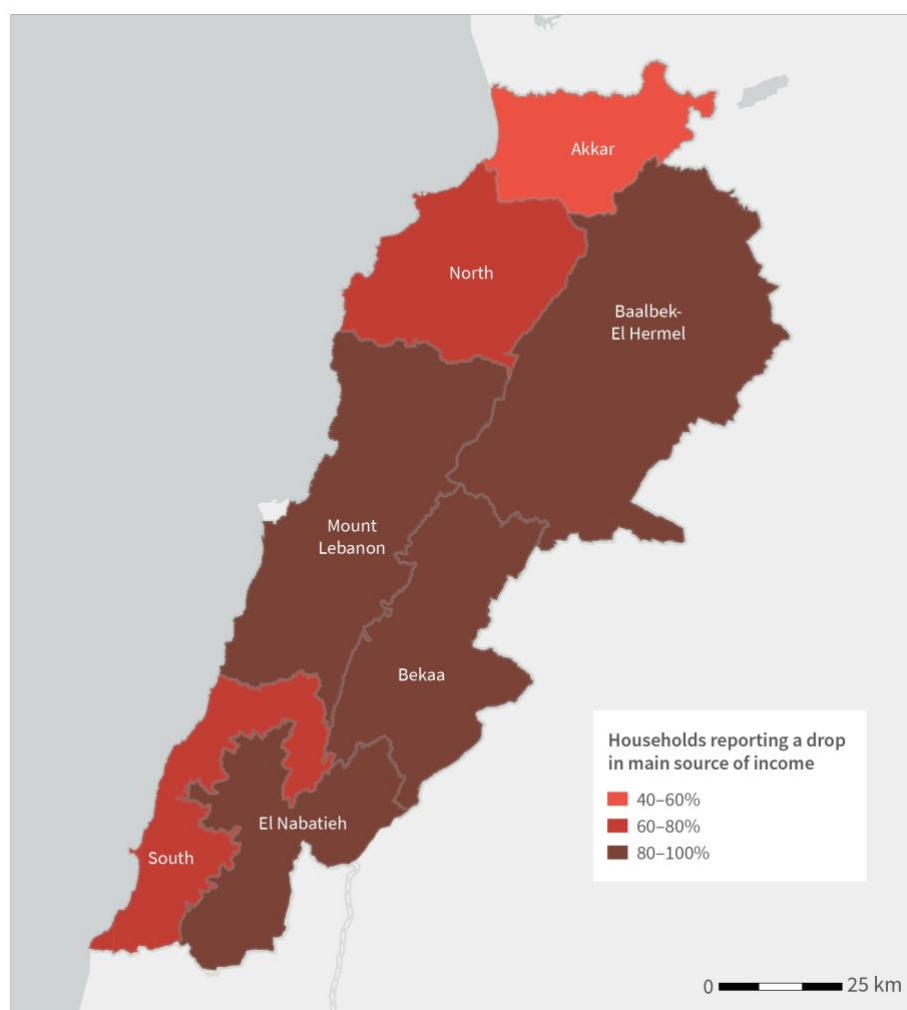 Akkar
North
Baalbek-
El Hermel
Mount
Lebanon
Bekaa
Households reporting a drop
in main source of income
40–60%
60–80%
80–100%
El Nabatieh
South
0 25 km